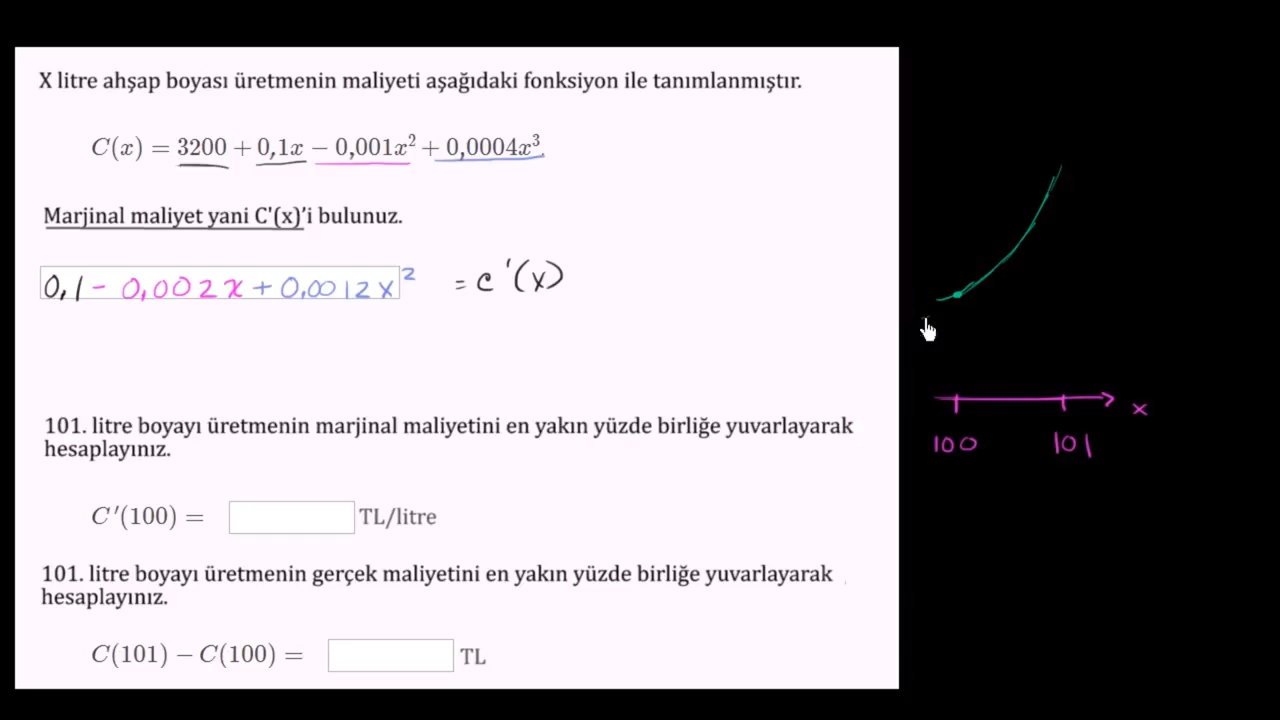 X litre ahşap boyası üretmenin maliyeti aşağıdaki fonksiyon ile tanımlanmıştır.
C(x) = 3200 + 0,1x − 0,001x² + 0,0004x³.
Marjinal maliyet yani C'(x)'i bulunuz.
0,1 - 0,002x + 0,0012x² = c'(x)
101. litre boyayı üretmenin marjinal maliyetini en yakın yüzde birliğe yuvarlayarak
hesaplayınız.
C'(100) = TL/litre
101. litre boyayı üretmenin gerçek maliyetini en yakın yüzde birliğe yuvarlayarak
hesaplayınız.
C(101) − C(100) = TL
x
100 101